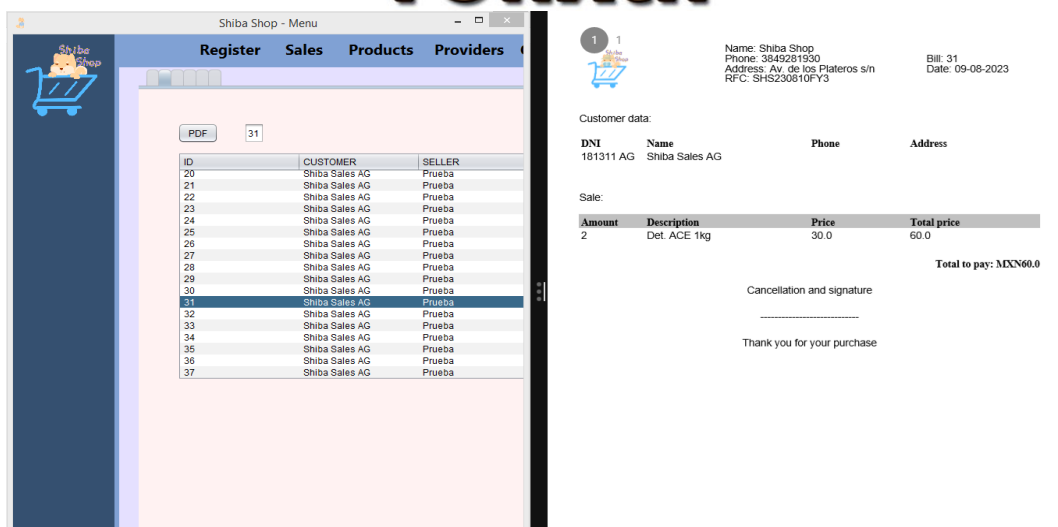 Shiba Shop - Menu
Shiba
Shop
Register Sales Products Providers
PDF 31
ID CUSTOMER SELLER
20 Shiba Sales AG Prueba
21 Shiba Sales AG Prueba
22 Shiba Sales AG Prueba
23 Shiba Sales AG Prueba
24 Shiba Sales AG Prueba
25 Shiba Sales AG Prueba
26 Shiba Sales AG Prueba
27 Shiba Sales AG Prueba
28 Shiba Sales AG Prueba
29 Shiba Sales AG Prueba
30 Shiba Sales AG Prueba
31 Shiba Sales AG Prueba
32 Shiba Sales AG Prueba
33 Shiba Sales AG Prueba
34 Shiba Sales AG Prueba
35 Shiba Sales AG Prueba
36 Shiba Sales AG Prueba
37 Shiba Sales AG Prueba
1 1
Shiba
Shop
Name: Shiba Shop
Phone: 3849281930
Address: Av. de los Plateros s/n
RFC: SHS230810FY3
Bill: 31
Date: 09-08-2023
Customer data:
DNI Name Phone Address
181311 AG Shiba Sales AG
Sale:
Amount Description Price Total price
2 Det. ACE 1kg 30.0 60.0
Total to pay: MXN60.0
Cancellation and signature
----------------------------
Thank you for your purchase